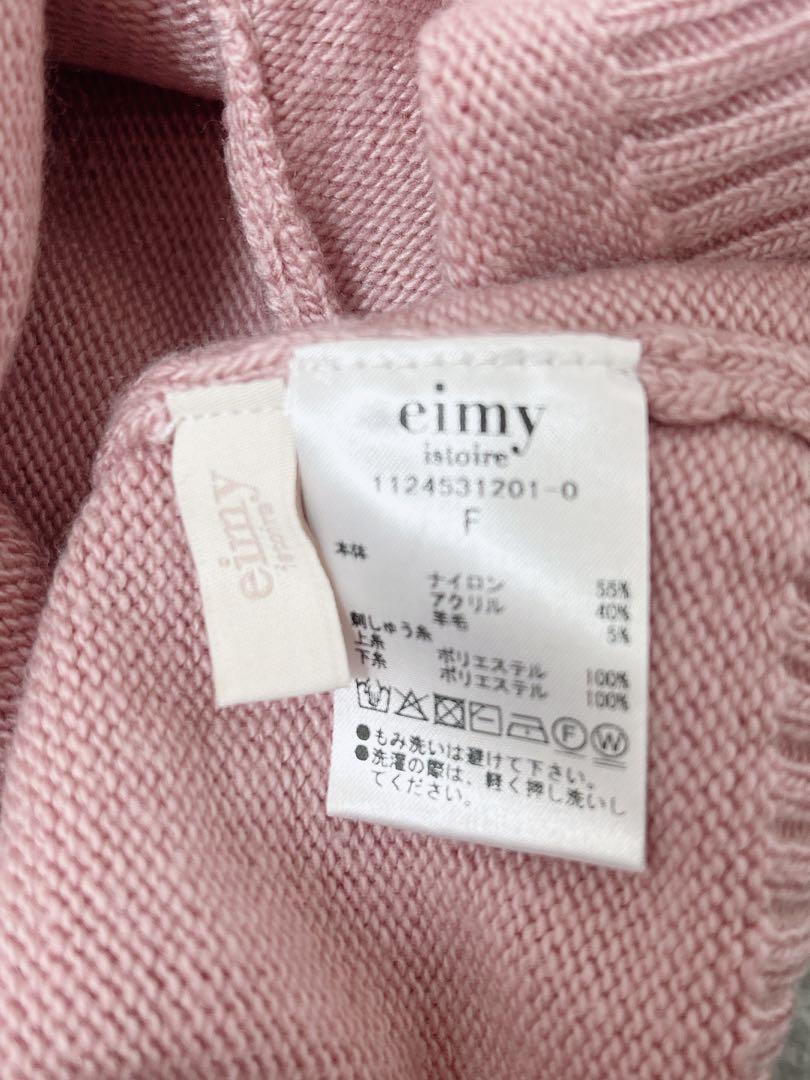 eimy
istoire
eimy
istoire
1124531201-0
F
本体
ナイロン 55%
アクリル 40%
羊毛 5%
刺しゅう糸
上糸 ポリエステル 100%
下糸 ポリエステル 100%
F W
●もみ洗いは避けて下さい。
●洗濯の際は、軽く押し洗いし
てください。